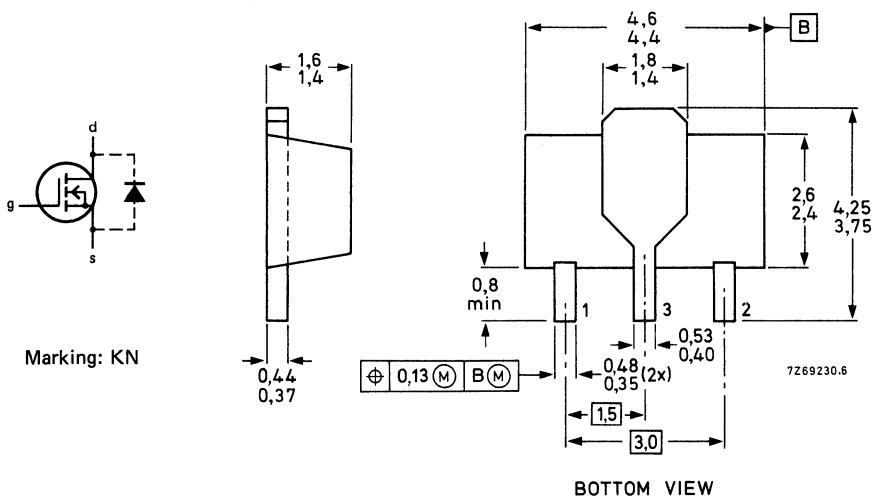 4,6
4,4
B
1,6
1,4
1,8
1,4
d
g
s
2,6
2,4
4,25
3,75
0,8
min
1
3
2
0,53
0,40
Marking: KN
0,44
0,37
⌖ 0,13 Ⓜ B Ⓜ
0,48
0,35 (2x)
7Z69230.6
1,5
3,0
BOTTOM VIEW